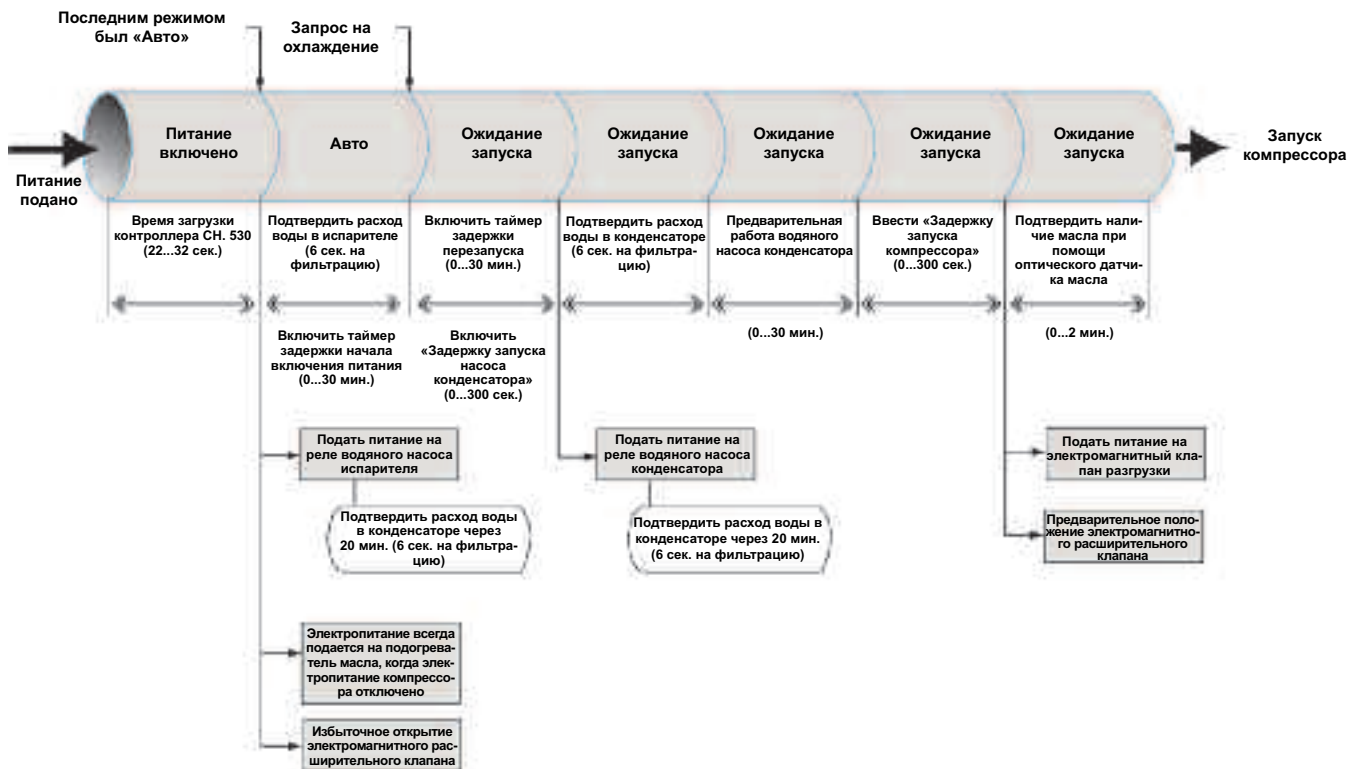 Последним режимом
был «Авто»
Запрос на
охлаждение
Питание
подано
Питание
включено
Авто
Ожидание
запуска
Ожидание
запуска
Ожидание
запуска
Ожидание
запуска
Ожидание
запуска
Запуск
компрессора
Время загрузки
контроллера CH. 530
(22...32 сек.)
Подтвердить расход
воды в испарителе
(6 сек. на
фильтрацию)
Включить таймер
задержки
перезапуска
(0...30 мин.)
Подтвердить расход
воды в конденсаторе
(6 сек. на фильтра-
цию)
Предварительная
работа водяного
насоса конденсатора
Ввести «Задержку
запуска
компрессора»
(0...300 сек.)
Подтвердить нали-
чие масла при
помощи
оптического датчи-
ка масла
Включить таймер
задержки начала
включения питания
(0...30 мин.)
Включить
«Задержку запуска
насоса
конденсатора»
(0...300 сек.)
(0...30 мин.)
(0...2 мин.)
Подать питание на
реле водяного насоса
испарителя
Подтвердить расход воды
в конденсаторе через
20 мин. (6 сек. на фильтра-
цию)
Подать питание на
реле водяного насоса
конденсатора
Подтвердить расход воды в
конденсаторе через 20 мин.
(6 сек. на фильтрацию)
Подать питание на
электромагнитный кла-
пан разгрузки
Предварительное поло-
жение электромагнитно-
го расширительного
клапана
Электропитание всегда
подается на подогрева-
тель масла, когда элек-
тропитание компрессо-
ра отключено
Избыточное открытие
электромагнитного рас-
ширительного клапана